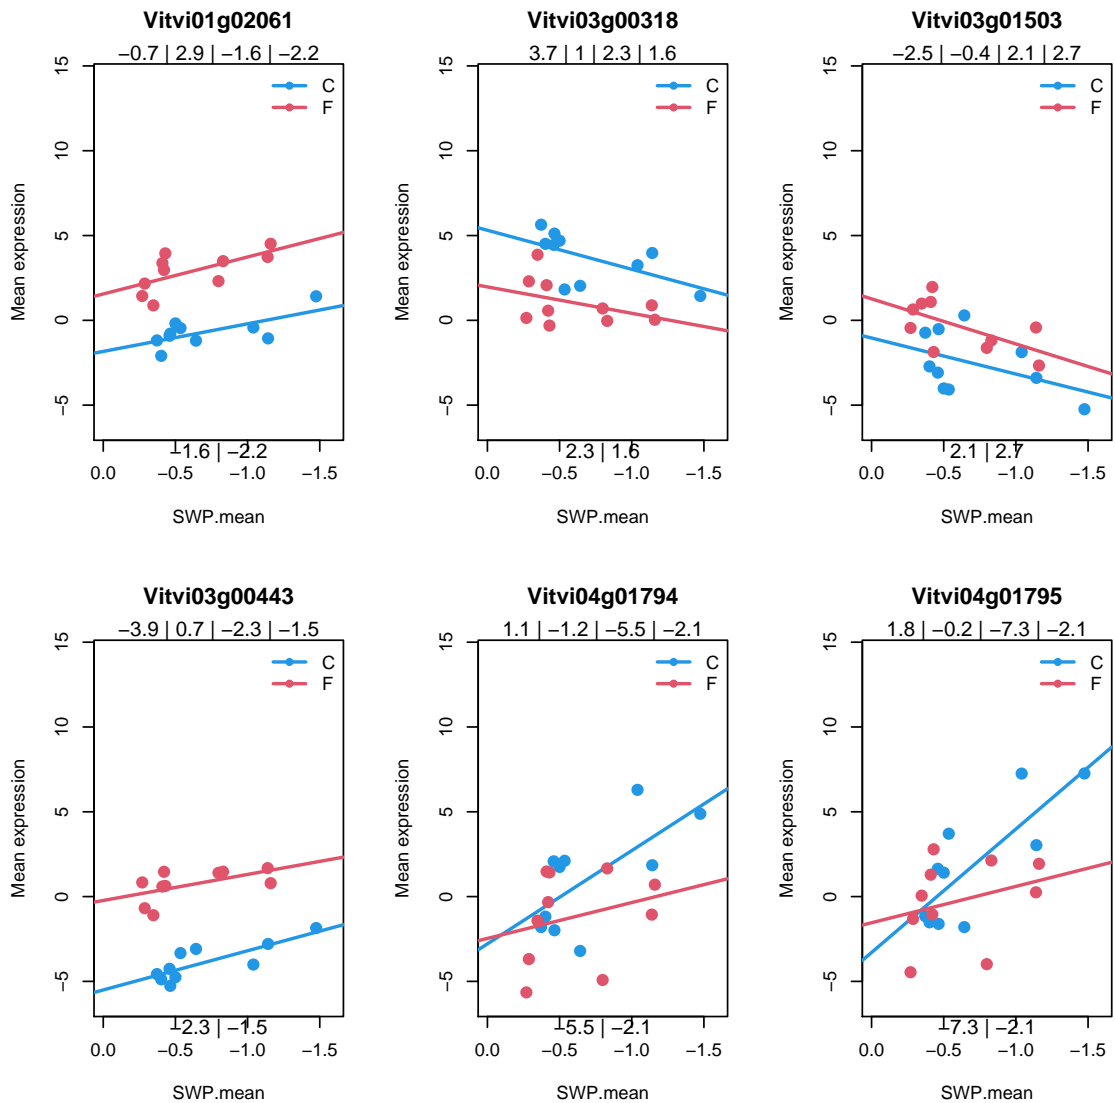 Vitvi01g02061
−0.7 | 2.9 | −1.6 | −2.2
15
10
5
0
−5
Mean expression
C
F
−1.6 | −2.2
0.0 −0.5 −1.0 −1.5
SWP.mean
Vitvi03g00318
3.7 | 1 | 2.3 | 1.6
15
10
5
0
−5
Mean expression
C
F
2.3 | 1.6
0.0 −0.5 −1.0 −1.5
SWP.mean
Vitvi03g01503
−2.5 | −0.4 | 2.1 | 2.7
15
10
5
0
−5
Mean expression
C
F
2.1 | 2.7
0.0 −0.5 −1.0 −1.5
SWP.mean
Vitvi03g00443
−3.9 | 0.7 | −2.3 | −1.5
15
10
5
0
−5
Mean expression
C
F
−2.3 | −1.5
0.0 −0.5 −1.0 −1.5
SWP.mean
Vitvi04g01794
1.1 | −1.2 | −5.5 | −2.1
15
10
5
0
−5
Mean expression
C
F
−5.5 | −2.1
0.0 −0.5 −1.0 −1.5
SWP.mean
Vitvi04g01795
1.8 | −0.2 | −7.3 | −2.1
15
10
5
0
−5
Mean expression
C
F
−7.3 | −2.1
0.0 −0.5 −1.0 −1.5
SWP.mean